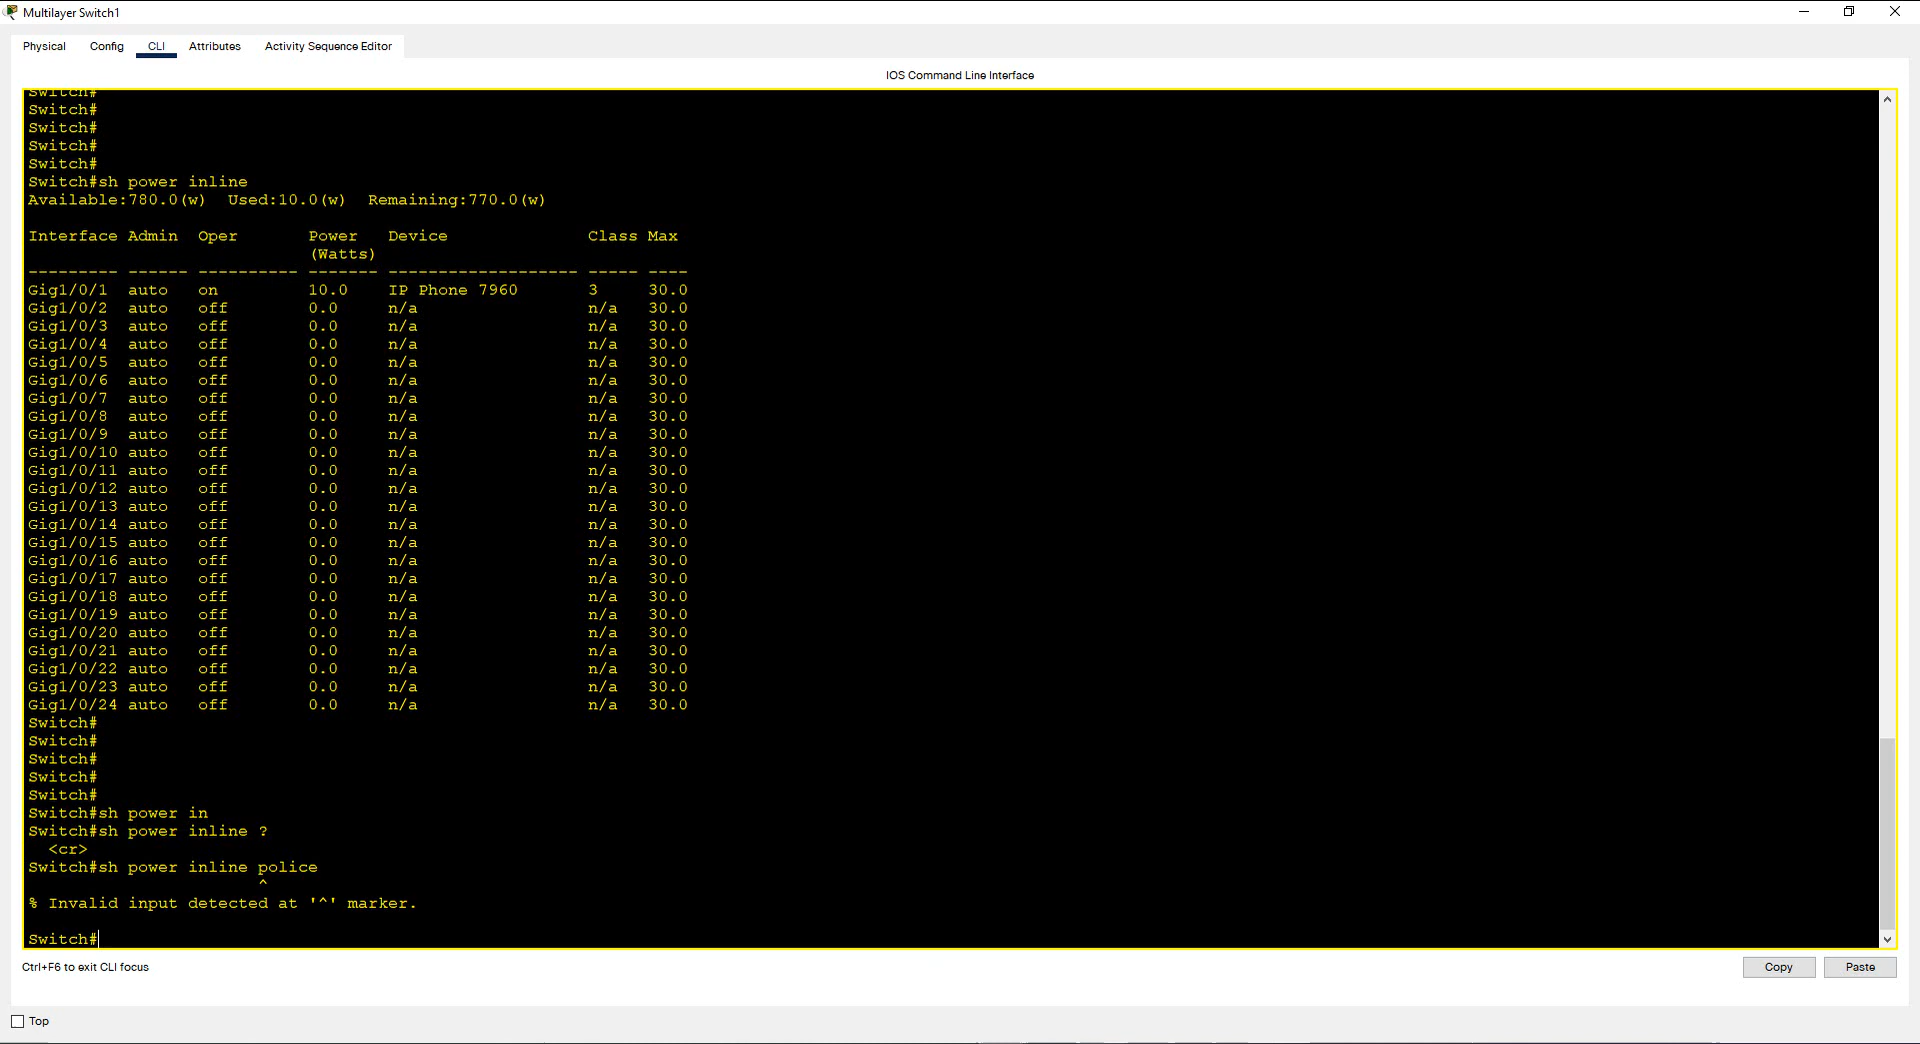 Multilayer Switch1
Physical Config CLI Attributes Activity Sequence Editor
IOS Command Line Interface
Switch#
Switch#
Switch#
Switch#
Switch#
Switch#sh power inline
Available:780.0(w)  Used:10.0(w)  Remaining:770.0(w)
Interface Admin  Oper       Power   Device              Class Max
                            (Watts)
--------- ------ ---------- ------- ------------------- ----- ----
Gig1/0/1  auto   on         10.0    IP Phone 7960       3     30.0
Gig1/0/2  auto   off        0.0     n/a                 n/a   30.0
Gig1/0/3  auto   off        0.0     n/a                 n/a   30.0
Gig1/0/4  auto   off        0.0     n/a                 n/a   30.0
Gig1/0/5  auto   off        0.0     n/a                 n/a   30.0
Gig1/0/6  auto   off        0.0     n/a                 n/a   30.0
Gig1/0/7  auto   off        0.0     n/a                 n/a   30.0
Gig1/0/8  auto   off        0.0     n/a                 n/a   30.0
Gig1/0/9  auto   off        0.0     n/a                 n/a   30.0
Gig1/0/10 auto   off        0.0     n/a                 n/a   30.0
Gig1/0/11 auto   off        0.0     n/a                 n/a   30.0
Gig1/0/12 auto   off        0.0     n/a                 n/a   30.0
Gig1/0/13 auto   off        0.0     n/a                 n/a   30.0
Gig1/0/14 auto   off        0.0     n/a                 n/a   30.0
Gig1/0/15 auto   off        0.0     n/a                 n/a   30.0
Gig1/0/16 auto   off        0.0     n/a                 n/a   30.0
Gig1/0/17 auto   off        0.0     n/a                 n/a   30.0
Gig1/0/18 auto   off        0.0     n/a                 n/a   30.0
Gig1/0/19 auto   off        0.0     n/a                 n/a   30.0
Gig1/0/20 auto   off        0.0     n/a                 n/a   30.0
Gig1/0/21 auto   off        0.0     n/a                 n/a   30.0
Gig1/0/22 auto   off        0.0     n/a                 n/a   30.0
Gig1/0/23 auto   off        0.0     n/a                 n/a   30.0
Gig1/0/24 auto   off        0.0     n/a                 n/a   30.0
Switch#
Switch#
Switch#
Switch#
Switch#
Switch#sh power in
Switch#sh power inline ?
  <cr>
Switch#sh power inline police
                       ^
% Invalid input detected at '^' marker.
Switch#
Ctrl+F6 to exit CLI focus
Copy Paste
Top